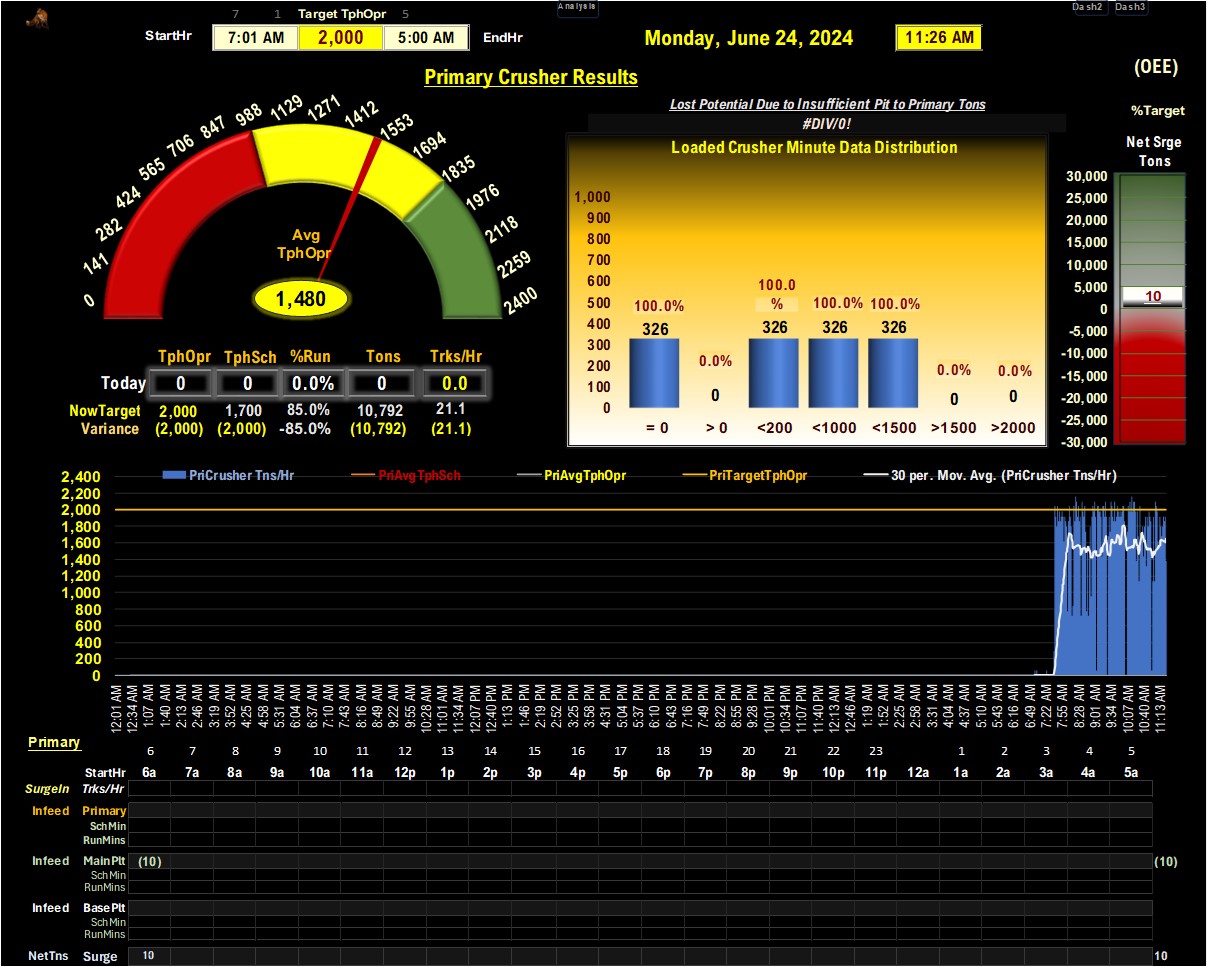 Analysis
Dash2 Dash3
7 1 Target TphOpr 5
StartHr 7:01 AM 2,000 5:00 AM EndHr Monday, June 24, 2024 11:26 AM
Primary Crusher Results
(OEE)
Lost Potential Due to Insufficient Pit to Primary Tons
%Target
#DIV/0!
Loaded Crusher Minute Data Distribution
Net Srge
Tons
0 141 282 424 565 706 847 988 1129 1271 1412 1553 1694 1835 1976 2118 2259 2400
Avg
TphOpr
1,480
1,000
900
800
700
600
500
400
300
200
100
0
100.0% 0.0% 100.0 % 100.0% 100.0% 0.0% 0.0%
326 0 326 326 326 0 0
= 0 > 0 <200 <1000 <1500 >1500 >2000
30,000
25,000
20,000
15,000
10,000
5,000
10
0
-5,000
-10,000
-15,000
-20,000
-25,000
-30,000
TphOpr TphSch %Run Tons Trks/Hr
Today 0 0 0.0% 0 0.0
NowTarget 2,000 1,700 85.0% 10,792 21.1
Variance (2,000) (2,000) -85.0% (10,792) (21.1)
PriCrusher Tns/Hr PriAvgTphSch PriAvgTphOpr PriTargetTphOpr 30 per. Mov. Avg. (PriCrusher Tns/Hr)
2,400
2,200
2,000
1,800
1,600
1,400
1,200
1,000
800
600
400
200
0
12:01 AM 12:34 AM 1:07 AM 1:40 AM 2:13 AM 2:46 AM 3:19 AM 3:52 AM 4:25 AM 4:58 AM 5:31 AM 6:04 AM 6:37 AM 7:10 AM 7:43 AM 8:16 AM 8:49 AM 9:22 AM 9:55 AM 10:28 AM 11:01 AM 11:34 AM 12:07 PM 12:40 PM 1:13 PM 1:46 PM 2:19 PM 2:52 PM 3:25 PM 3:58 PM 4:31 PM 5:04 PM 5:37 PM 6:10 PM 6:43 PM 7:16 PM 7:49 PM 8:22 PM 8:55 PM 9:28 PM 10:01 PM 10:34 PM 11:07 PM 11:40 PM 12:13 AM 12:46 AM 1:19 AM 1:52 AM 2:25 AM 2:58 AM 3:31 AM 4:04 AM 4:37 AM 5:10 AM 5:43 AM 6:16 AM 6:49 AM 7:22 AM 7:55 AM 8:28 AM 9:01 AM 9:34 AM 10:07 AM 10:40 AM 11:13 AM
Primary
6 7 8 9 10 11 12 13 14 15 16 17 18 19 20 21 22 23 1 2 3 4 5
StartHr 6a 7a 8a 9a 10a 11a 12p 1p 2p 3p 4p 5p 6p 7p 8p 9p 10p 11p 12a 1a 2a 3a 4a 5a
SurgeIn Trks/Hr
Infeed Primary
SchMin
RunMins
Infeed MainPlt (10) (10)
SchMin
RunMins
Infeed BasePlt
SchMin
RunMins
NetTns Surge 10 10